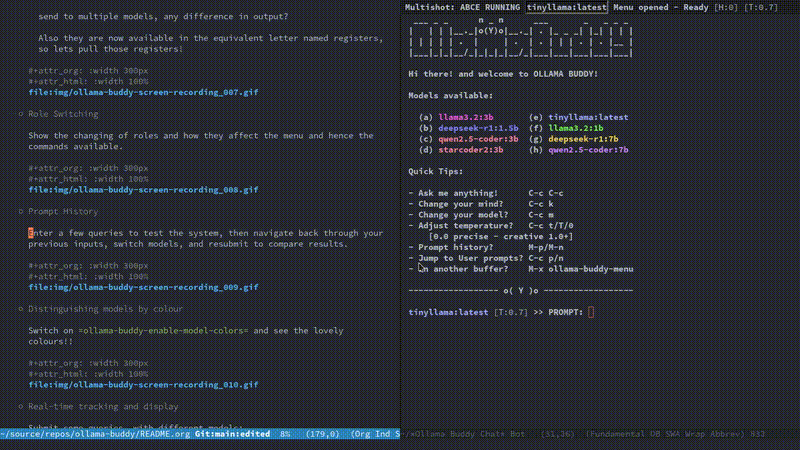 send to multiple models, any difference in output?
Also they are now available in the equivalent letter named registers,
so lets pull those registers!
#+attr_org: :width 300px
#+attr_html: :width 100%
file:img/ollama-buddy-screen-recording_007.gif
Role Switching
Show the changing of roles and how they affect the menu and hence the
commands available.
#+attr_org: :width 300px
#+attr_html: :width 100%
file:img/ollama-buddy-screen-recording_008.gif
Prompt History
Enter a few queries to test the system, then navigate back through your
previous inputs, switch models, and resubmit to compare results.
#+attr_org: :width 300px
#+attr_html: :width 100%
file:img/ollama-buddy-screen-recording_009.gif
Distinguishing models by colour
Switch on =ollama-buddy-enable-model-colors= and see the lovely
colours!!
#+attr_org: :width 300px
#+attr_html: :width 100%
file:img/ollama-buddy-screen-recording_010.gif
Real-time tracking and display
Submit some queries, with different models:
~/source/repos/ollama-buddy/README.org Git:main:edited 8% (179,0) (Org Ind S
Multishot: ABCE RUNNING tinyllama:latest Menu opened - Ready [H:0] [T:0.7]
Hi there! and welcome to OLLAMA BUDDY!
Models available:
(a) llama3.2:3b (e) tinyllama:latest
(b) deepseek-r1:1.5b (f) llama3.2:1b
(c) qwen2.5-coder:3b (g) deepseek-r1:7b
(d) starcoder2:3b (h) qwen2.5-coder:7b
Quick Tips:
- Ask me anything! C-c C-c
- Change your mind? C-c k
- Change your model? C-c m
- Adjust temperature? C-c t/T/0
[0.0 precise - creative 1.0+]
- Prompt history? M-p/M-n
- Jump to User prompts? C-c p/n
- In another buffer? M-x ollama-buddy-menu
------------------ o( Y )o ------------------
tinyllama:latest [T:0.7] >> PROMPT:
*Ollama Buddy Chat* Bot (31,36) (Fundamental OB SWA Wrap Abbrev) 832